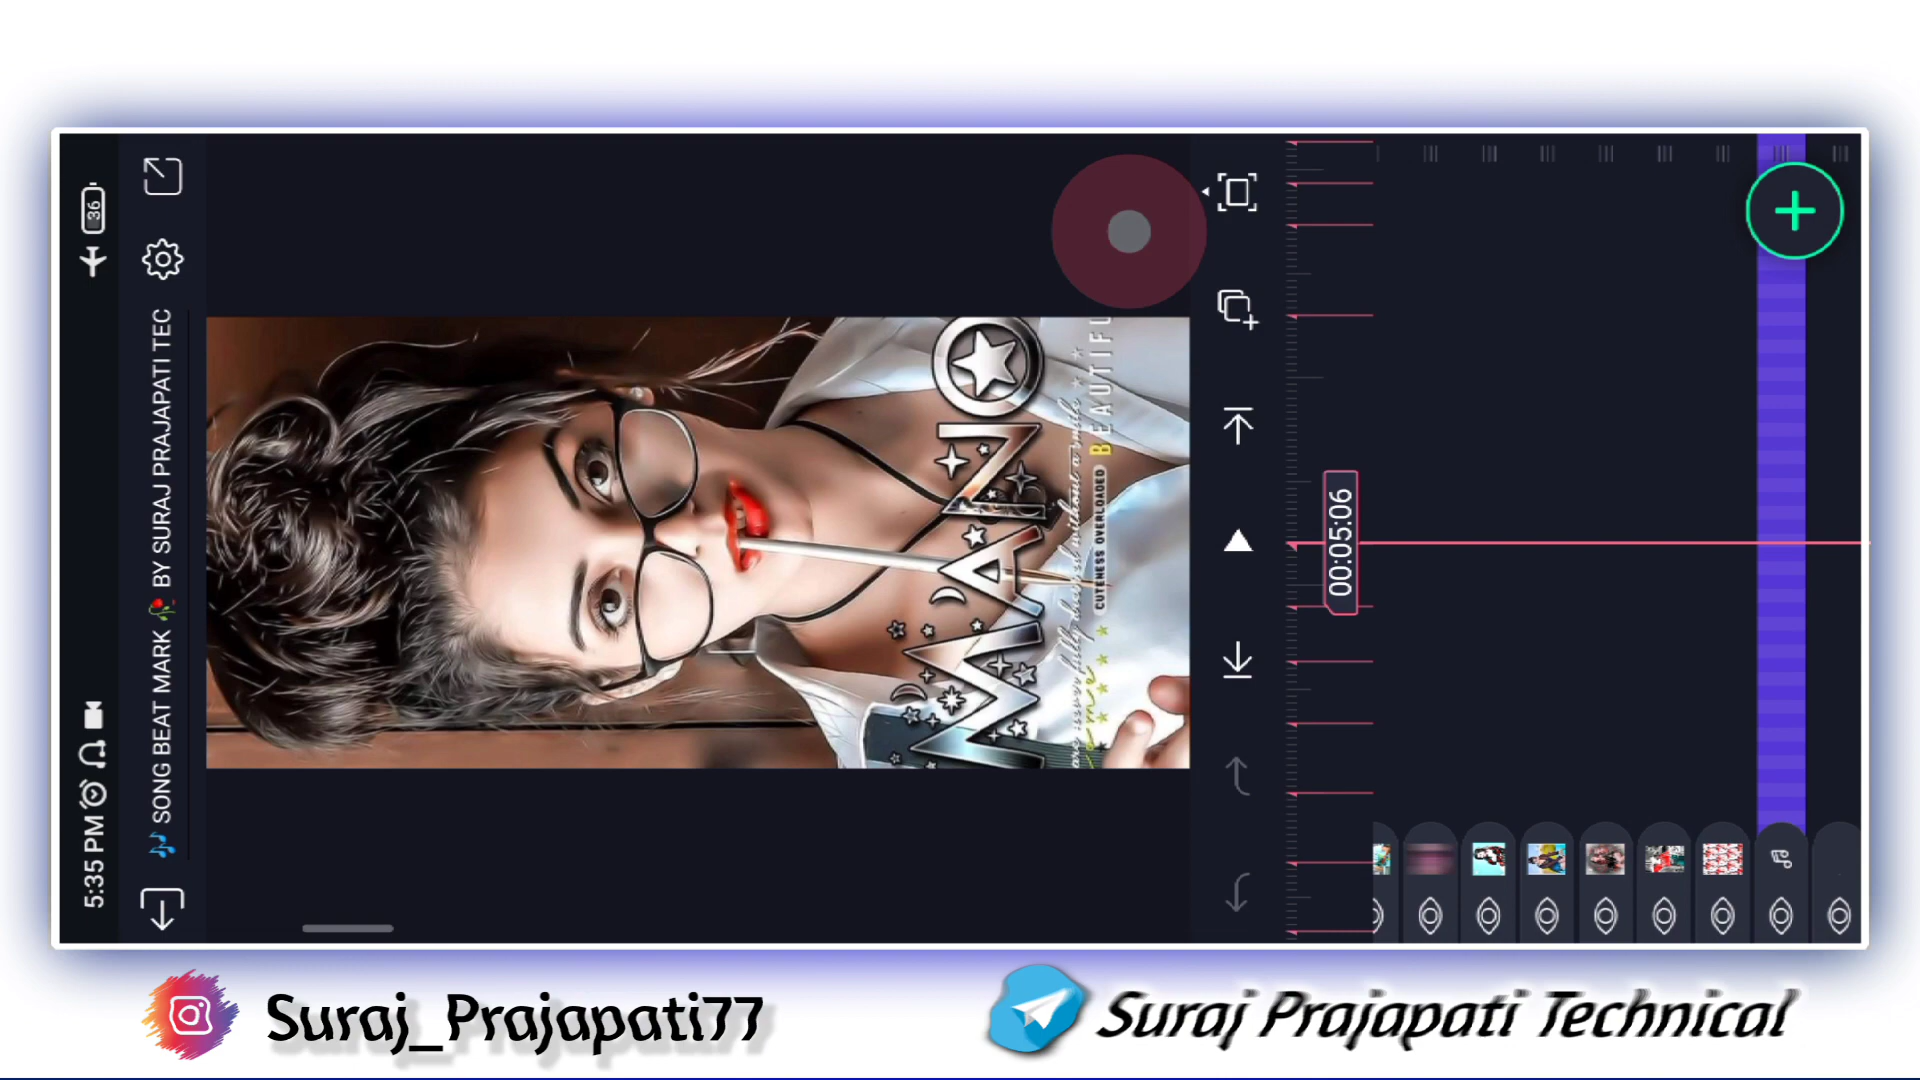 5:35 PM
36
🎶 SONG BEAT MARK 🥀 BY SURAJ PRAJAPATI TEC
MANO
BEAUTIFU
CUTENESS OVERLOADED
00:05:06
Suraj_Prajapati77
Suraj Prajapati Technical